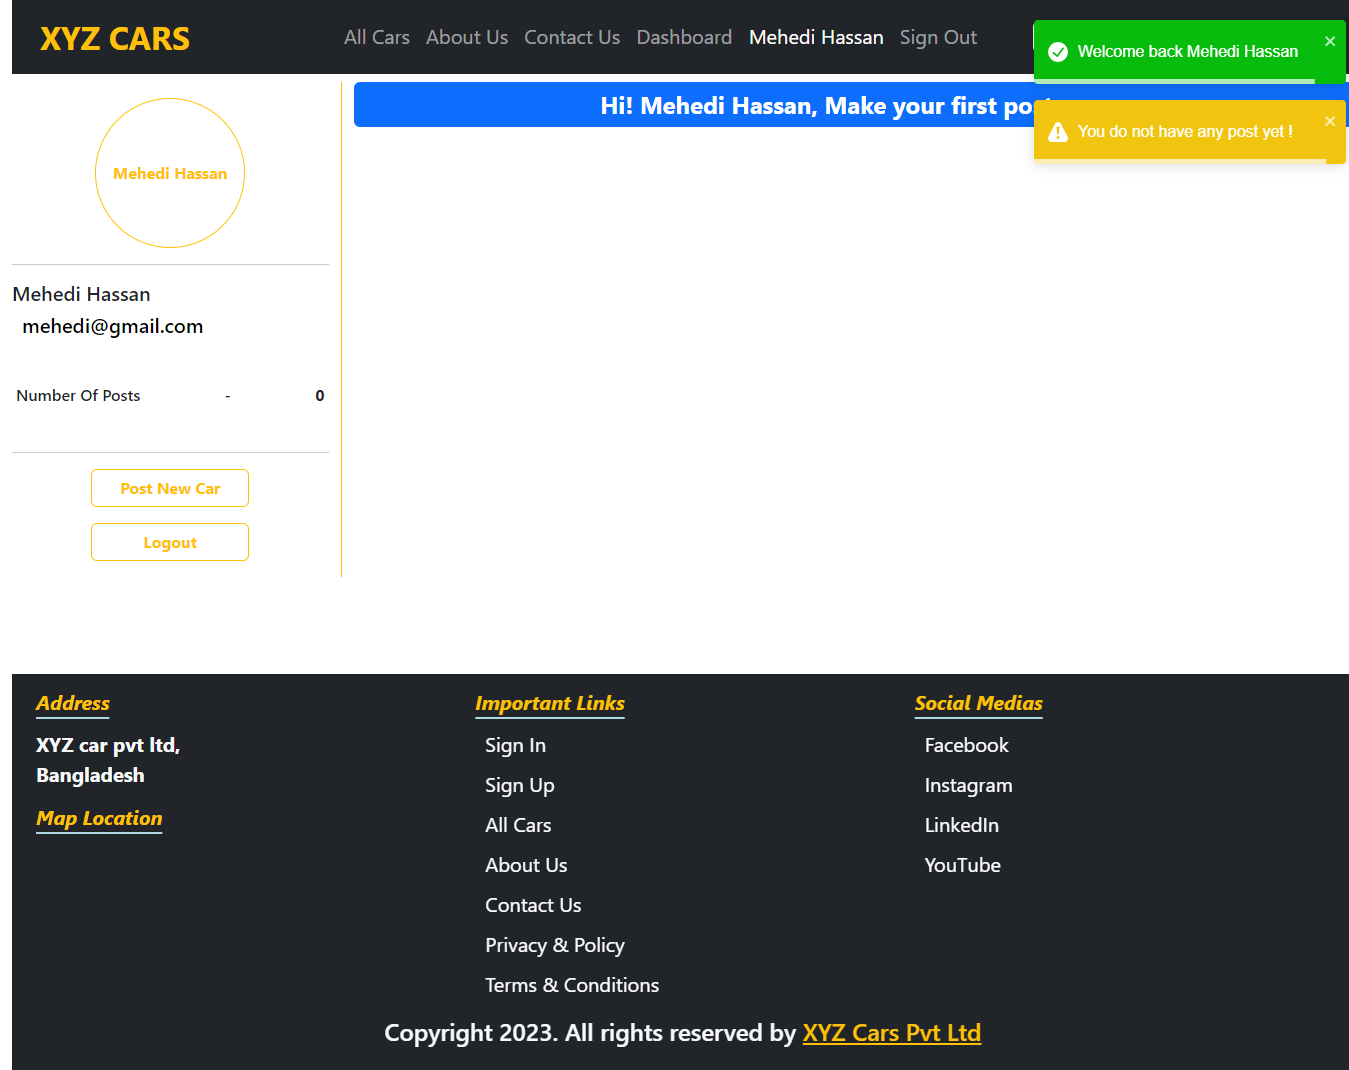 XYZ CARS
All Cars About Us Contact Us Dashboard Mehedi Hassan Sign Out
Welcome back Mehedi Hassan
Hi! Mehedi Hassan, Make your first
You do not have any post yet !
Mehedi Hassan
Mehedi Hassan
mehedi@gmail.com
Number Of Posts - 0
Post New Car
Logout
Address
XYZ car pvt ltd,
Bangladesh
Map Location
Important Links
Sign In
Sign Up
All Cars
About Us
Contact Us
Privacy & Policy
Terms & Conditions
Social Medias
Facebook
Instagram
LinkedIn
YouTube
Copyright 2023. All rights reserved by XYZ Cars Pvt Ltd